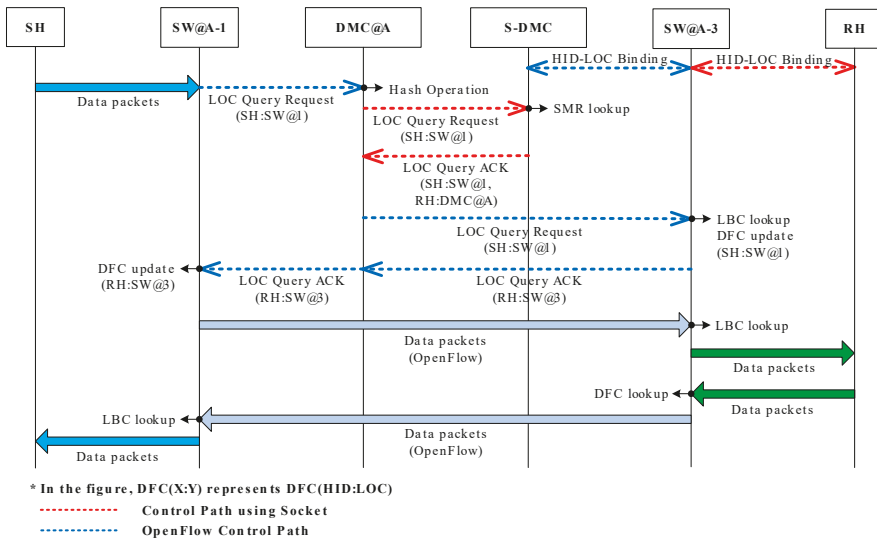 SH
SW@A-1
DMC@A
S-DMC
SW@A-3
RH
HID-LOC Binding
HID-LOC Binding
Data packets
LOC Query Request
(SH:SW@1)
Hash Operation
LOC Query Request
(SH:SW@1)
SMR lookup
LOC Query ACK
(SH:SW@1,
RH:DMC@A)
LOC Query Request
(SH:SW@1)
LBC lookup
DFC update
(SH:SW@1)
DFC update
(RH:SW@3)
LOC Query ACK
(RH:SW@3)
LOC Query ACK
(RH:SW@3)
Data packets
(OpenFlow)
LBC lookup
Data packets
DFC lookup
Data packets
LBC lookup
Data packets
(OpenFlow)
Data packets
* In the figure, DFC(X:Y) represents DFC(HID:LOC)
Control Path using Socket
OpenFlow Control Path